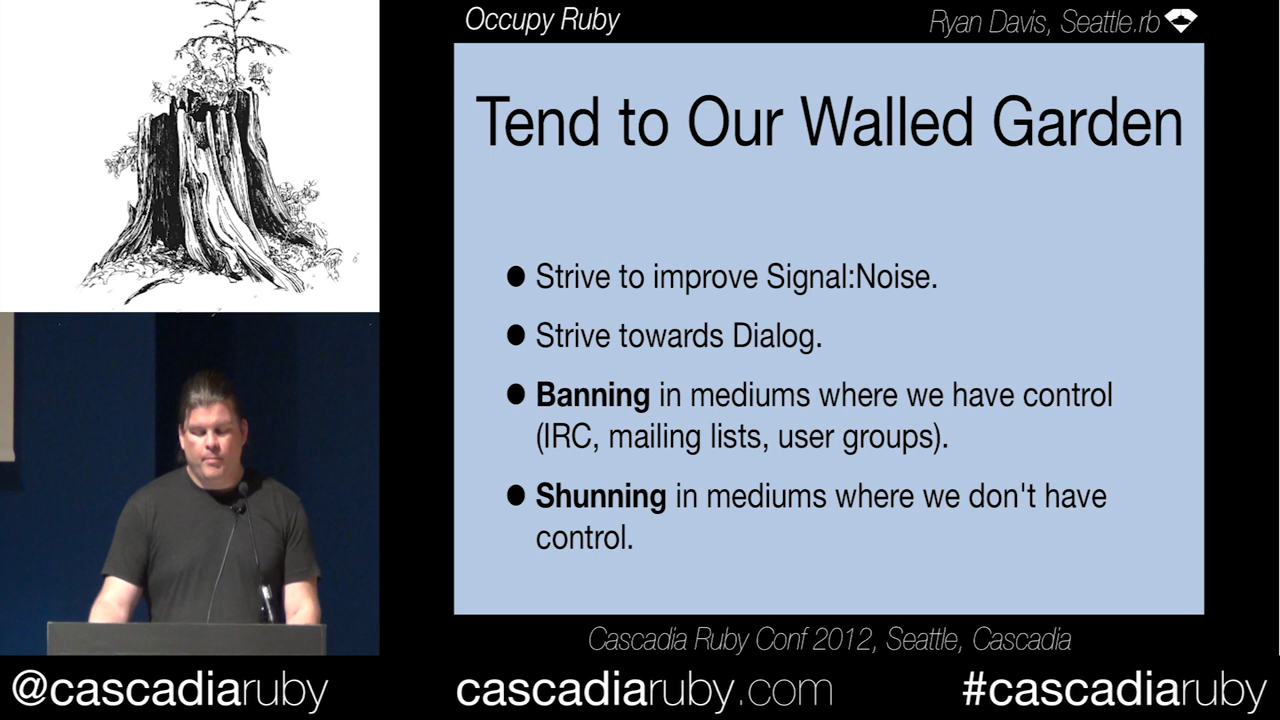 Occupy Ruby
Ryan Davis, Seattle.rb
Tend to Our Walled Garden
● Strive to improve Signal:Noise.
● Strive towards Dialog.
● Banning in mediums where we have control
(IRC, mailing lists, user groups).
● Shunning in mediums where we don't have
control.
Cascadia Ruby Conf 2012, Seattle, Cascadia
@cascadiaruby
cascadiaruby.com
#cascadiaruby